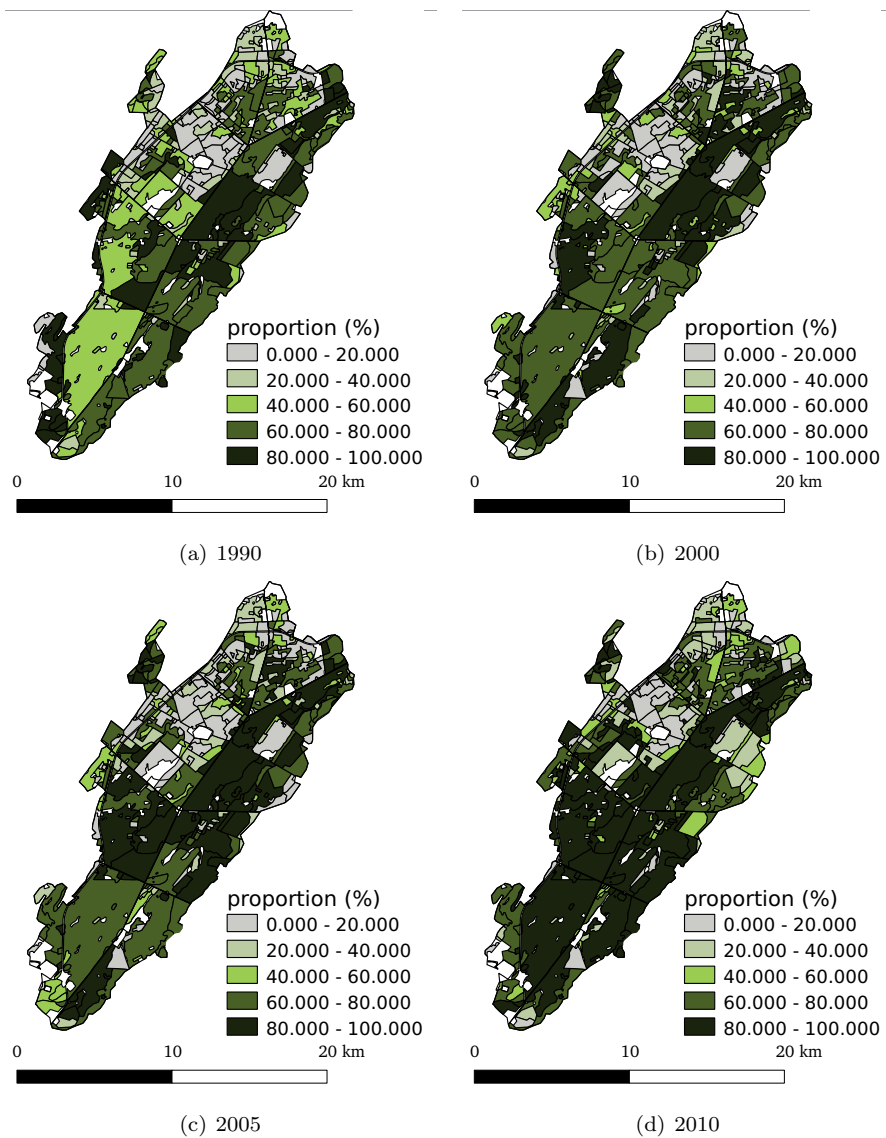 proportion (%)
0.000 - 20.000
20.000 - 40.000
40.000 - 60.000
60.000 - 80.000
80.000 - 100.000
0 10 20 km
(a) 1990
proportion (%)
0.000 - 20.000
20.000 - 40.000
40.000 - 60.000
60.000 - 80.000
80.000 - 100.000
0 10 20 km
(b) 2000
proportion (%)
0.000 - 20.000
20.000 - 40.000
40.000 - 60.000
60.000 - 80.000
80.000 - 100.000
0 10 20 km
(c) 2005
proportion (%)
0.000 - 20.000
20.000 - 40.000
40.000 - 60.000
60.000 - 80.000
80.000 - 100.000
0 10 20 km
(d) 2010